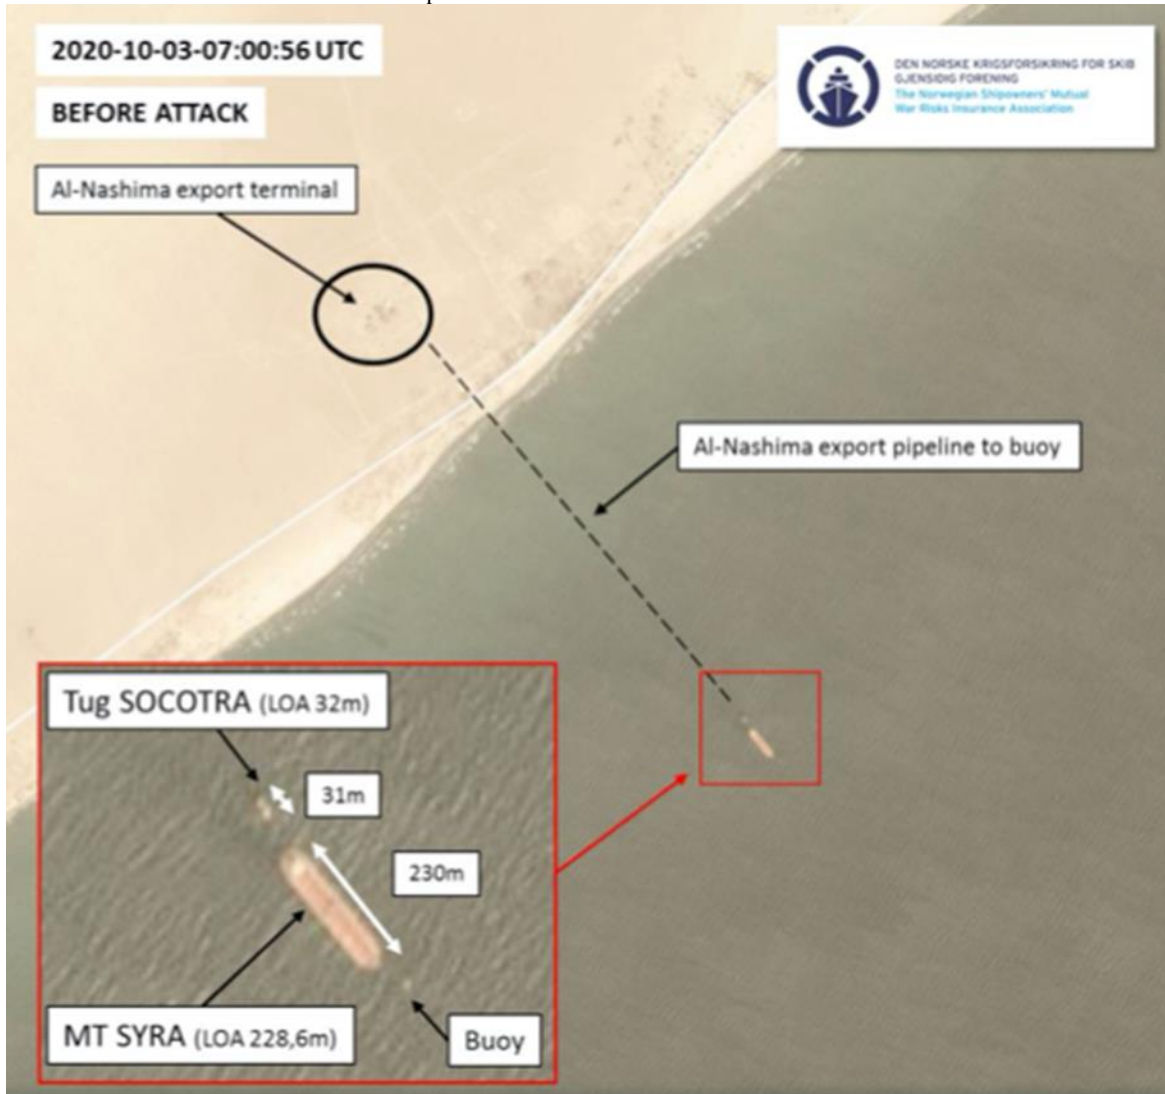 2020-10-03-07:00:56 UTC
BEFORE ATTACK
DEN NORSKE KRIGSFORSIKRING FOR SKIB
GJENSIDIG FORENING
The Norwegian Shipowners' Mutual
War Risks Insurance Association
Al-Nashima export terminal
Al-Nashima export pipeline to buoy
Tug SOCOTRA (LOA 32m)
31m
230m
MT SYRA (LOA 228,6m)
Buoy